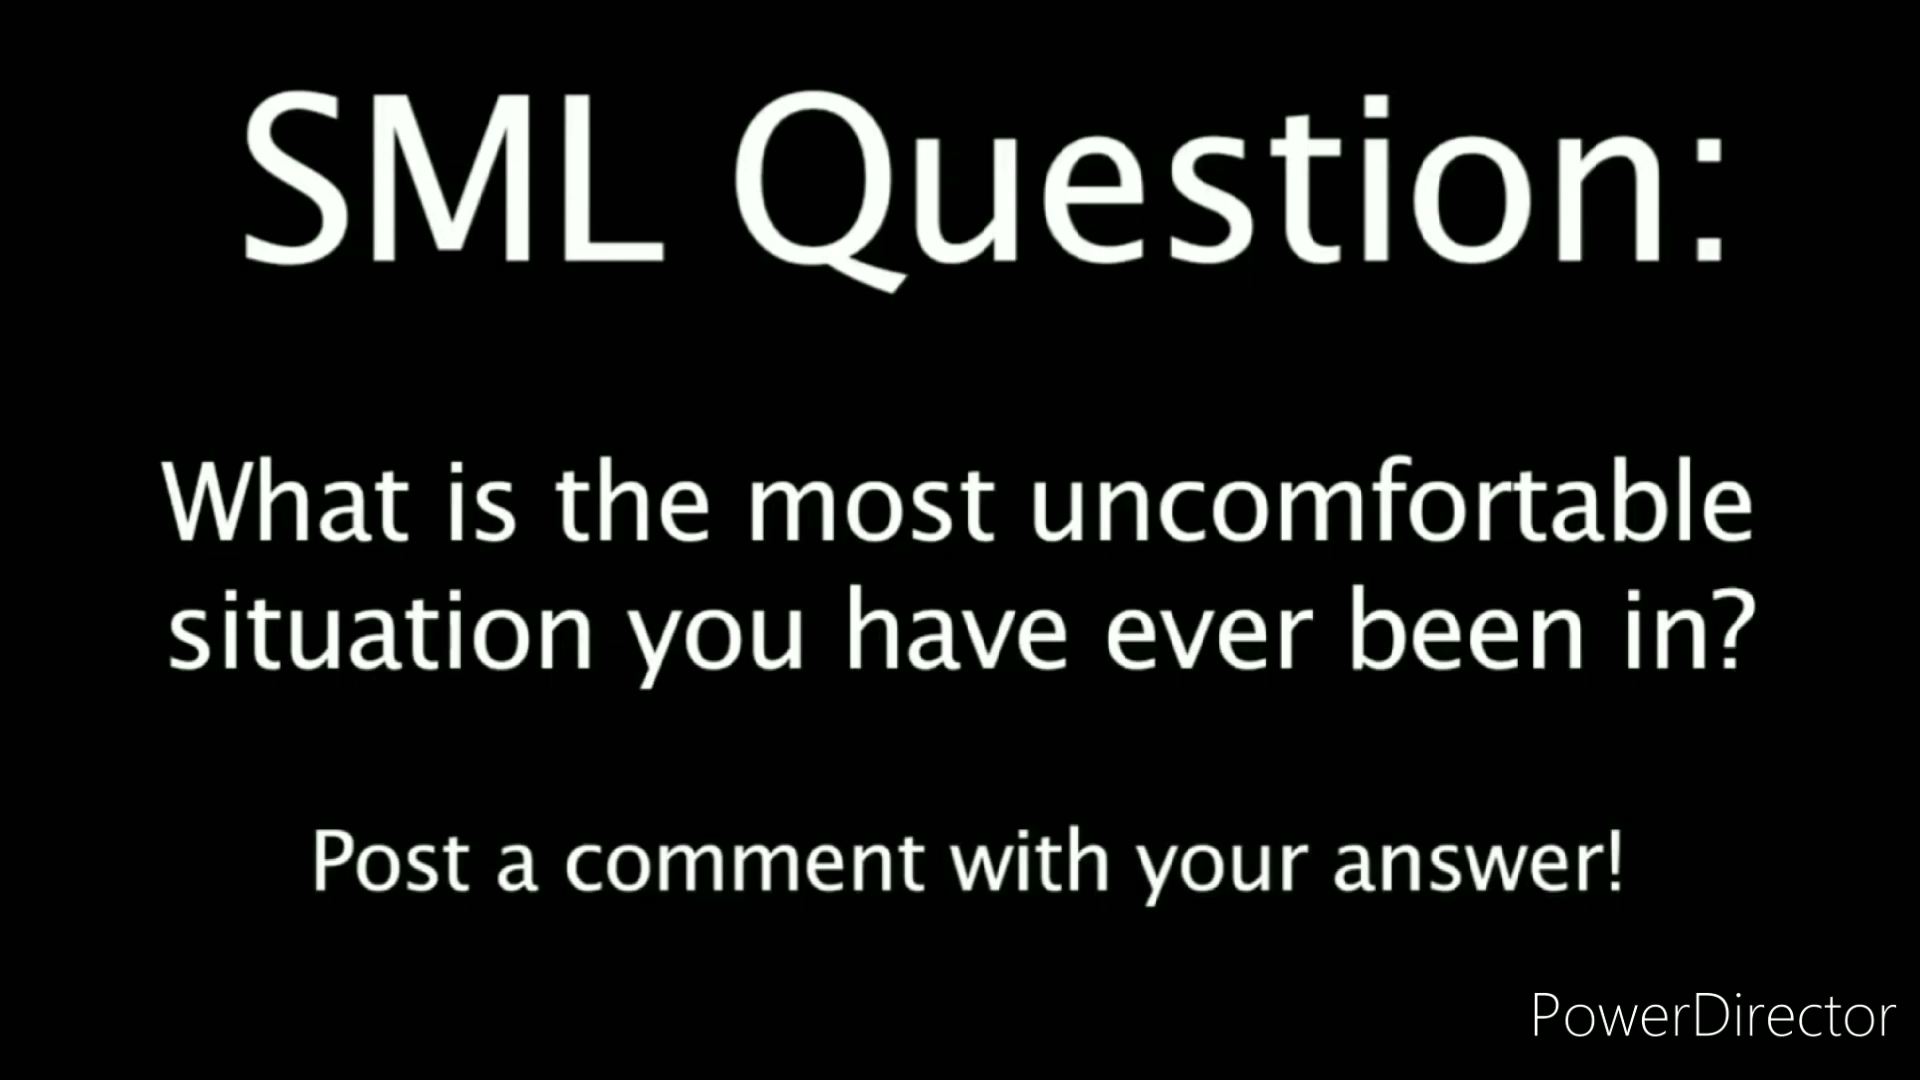 SML Question:
What is the most uncomfortable
situation you have ever been in?
Post a comment with your answer!
PowerDirector